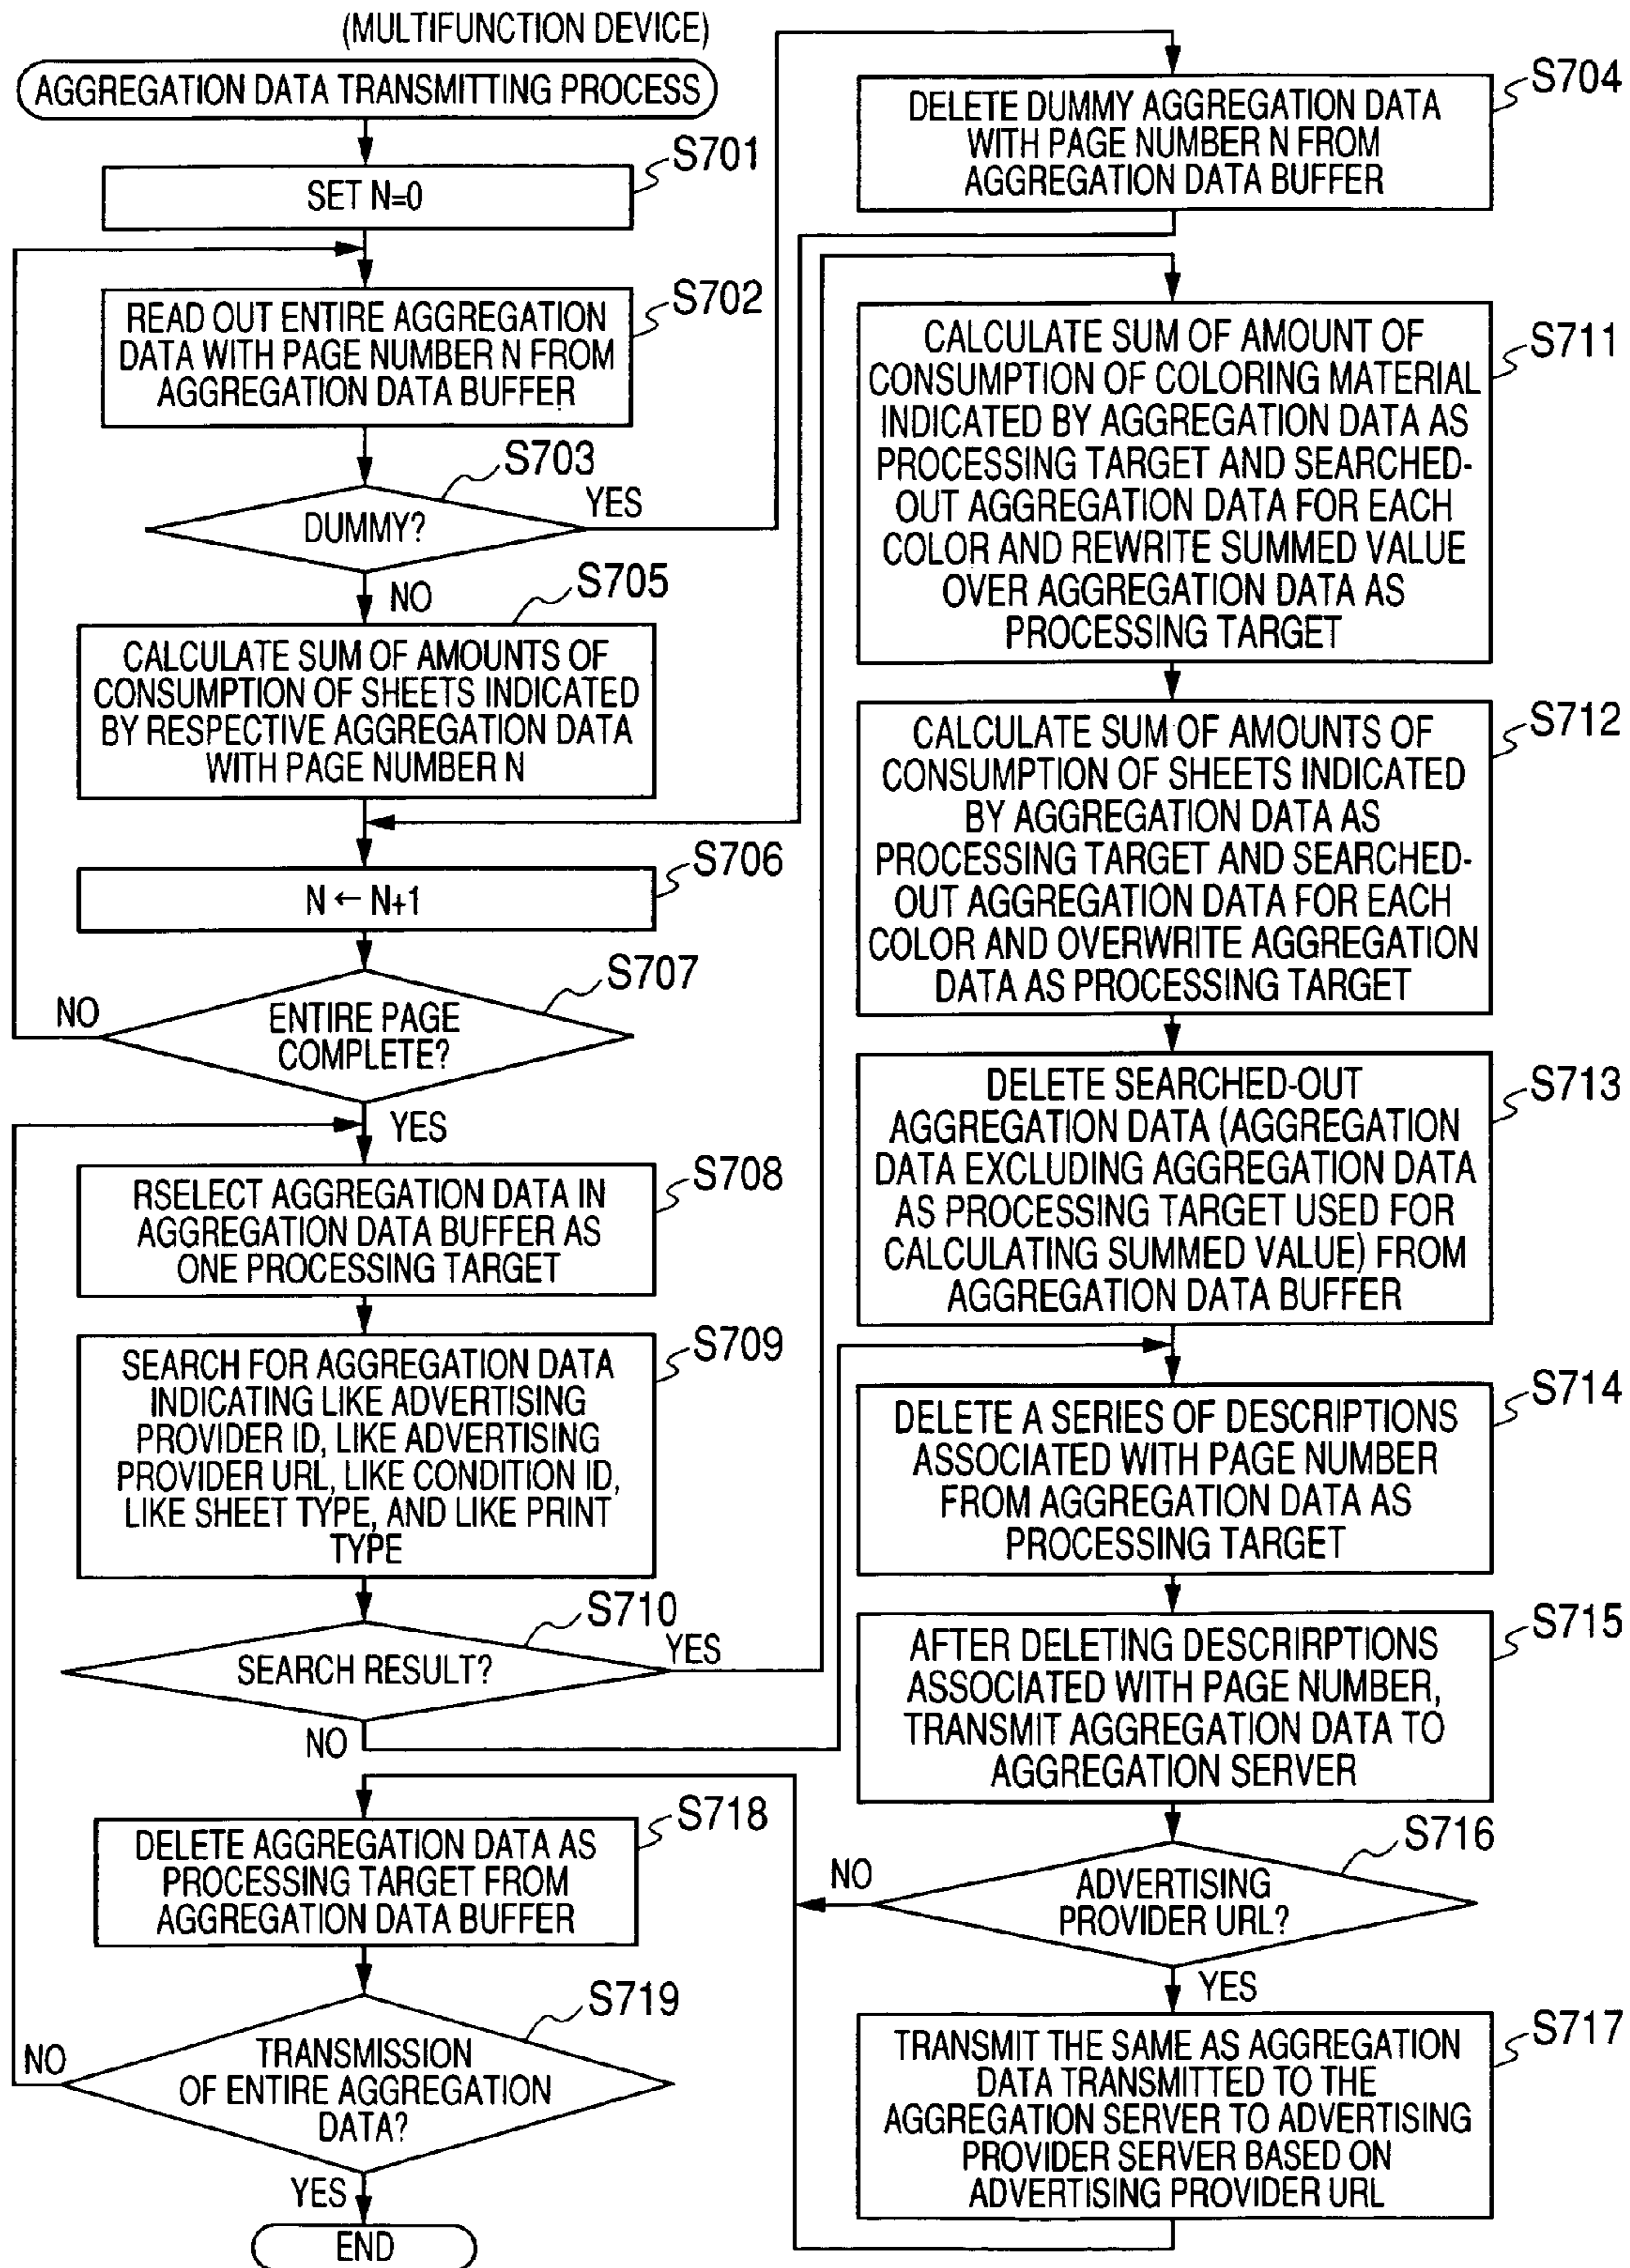 (MULTIFUNCTION DEVICE)
AGGREGATION DATA TRANSMITTING PROCESS
S701
SET N=0
S702
READ OUT ENTIRE AGGREGATION
DATA WITH PAGE NUMBER N FROM
AGGREGATION DATA BUFFER
S703
DUMMY?
YES
NO
S704
DELETE DUMMY AGGREGATION DATA
WITH PAGE NUMBER N FROM
AGGREGATION DATA BUFFER
S705
CALCULATE SUM OF AMOUNTS OF
CONSUMPTION OF SHEETS INDICATED
BY RESPECTIVE AGGREGATION DATA
WITH PAGE NUMBER N
S706
N ← N+1
S707
ENTIRE PAGE
COMPLETE?
NO
YES
S708
RSELECT AGGREGATION DATA IN
AGGREGATION DATA BUFFER AS
ONE PROCESSING TARGET
S709
SEARCH FOR AGGREGATION DATA
INDICATING LIKE ADVERTISING
PROVIDER ID, LIKE ADVERTISING
PROVIDER URL, LIKE CONDITION ID,
LIKE SHEET TYPE, AND LIKE PRINT
TYPE
S710
SEARCH RESULT?
YES
NO
S711
CALCULATE SUM OF AMOUNT OF
CONSUMPTION OF COLORING MATERIAL
INDICATED BY AGGREGATION DATA AS
PROCESSING TARGET AND SEARCHED-
OUT AGGREGATION DATA FOR EACH
COLOR AND REWRITE SUMMED VALUE
OVER AGGREGATION DATA AS
PROCESSING TARGET
S712
CALCULATE SUM OF AMOUNTS OF
CONSUMPTION OF SHEETS INDICATED
BY AGGREGATION DATA AS
PROCESSING TARGET AND SEARCHED-
OUT AGGREGATION DATA FOR EACH
COLOR AND OVERWRITE AGGREGATION
DATA AS PROCESSING TARGET
S713
DELETE SEARCHED-OUT
AGGREGATION DATA (AGGREGATION
DATA EXCLUDING AGGREGATION DATA
AS PROCESSING TARGET USED FOR
CALCULATING SUMMED VALUE) FROM
AGGREGATION DATA BUFFER
S714
DELETE A SERIES OF DESCRIPTIONS
ASSOCIATED WITH PAGE NUMBER
FROM AGGREGATION DATA AS
PROCESSING TARGET
S715
AFTER DELETING DESCRIRPTIONS
ASSOCIATED WITH PAGE NUMBER,
TRANSMIT AGGREGATION DATA TO
AGGREGATION SERVER
S716
ADVERTISING
PROVIDER URL?
NO
YES
S717
TRANSMIT THE SAME AS AGGREGATION
DATA TRANSMITTED TO THE
AGGREGATION SERVER TO ADVERTISING
PROVIDER SERVER BASED ON
ADVERTISING PROVIDER URL
S718
DELETE AGGREGATION DATA AS
PROCESSING TARGET FROM
AGGREGATION DATA BUFFER
S719
TRANSMISSION
OF ENTIRE AGGREGATION
DATA?
NO
YES
END